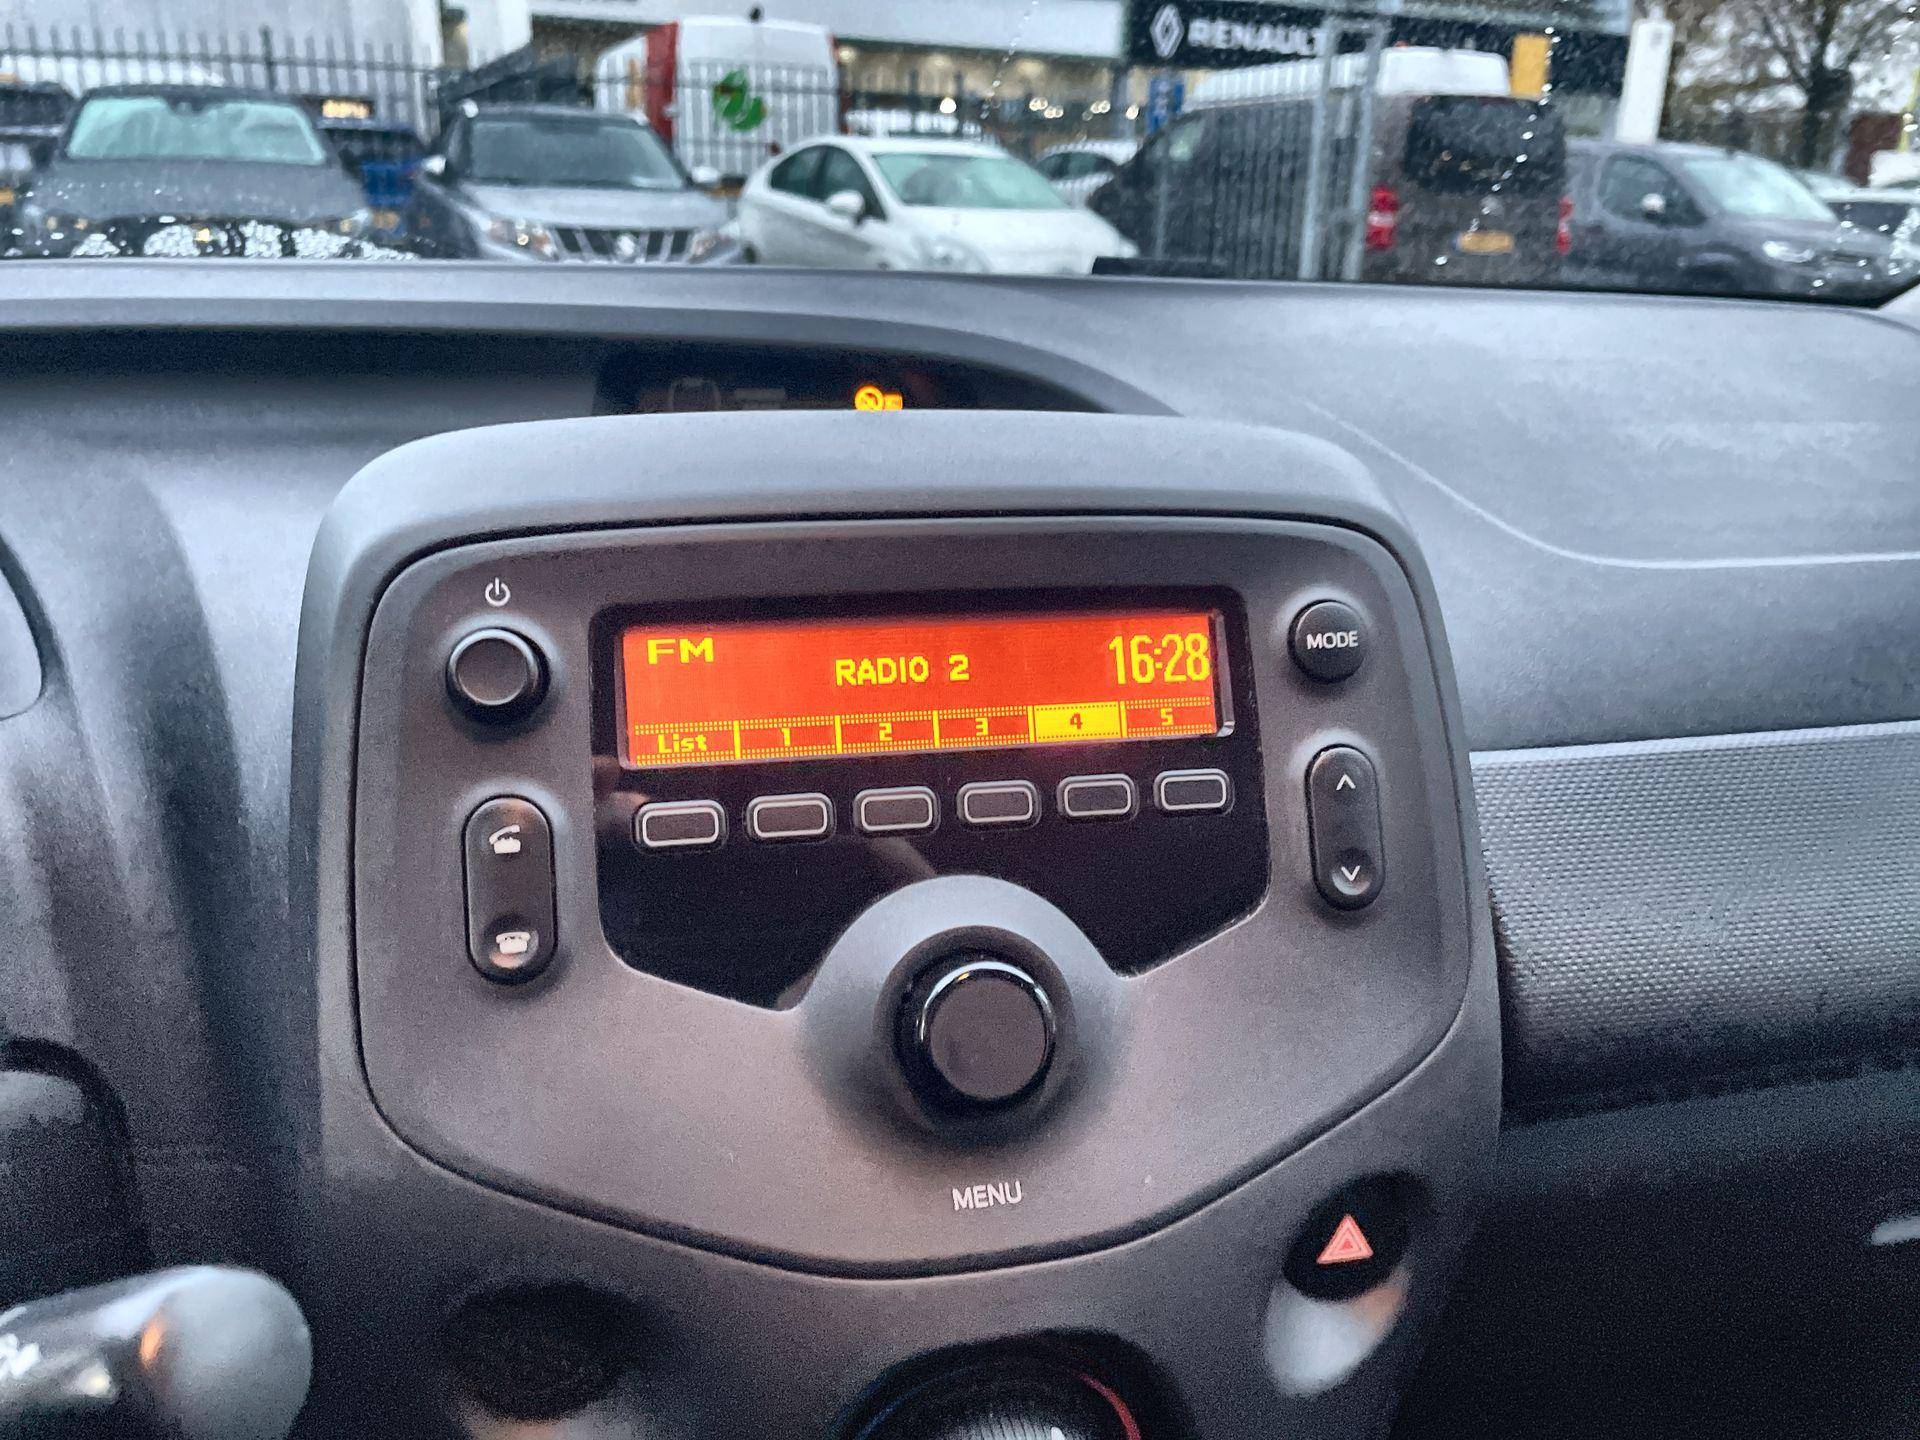 RENAULT
FM
RADIO 2
16:28
List 1 2 3 4 5
MODE
MENU